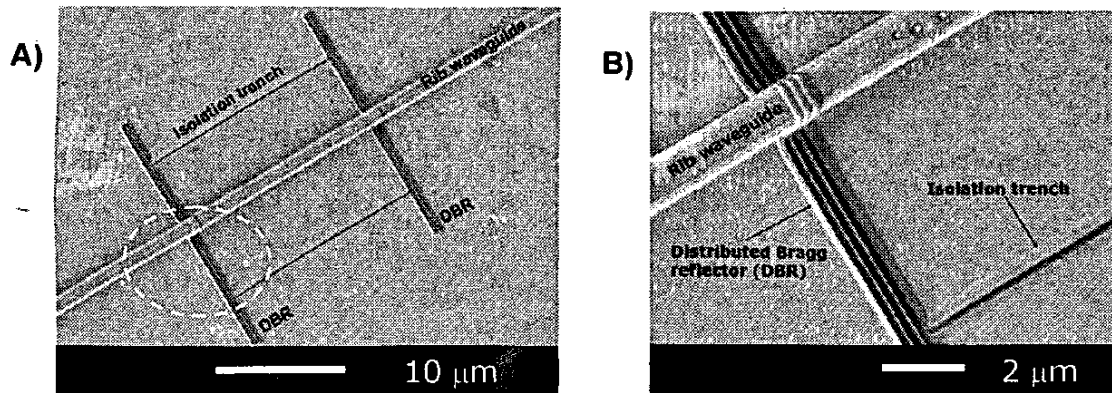 A)
Isolation trench
Rib waveguide
DBR
DBR
10 μm
B)
Rib waveguide
Isolation trench
Distributed Bragg
reflector (DBR)
2 μm